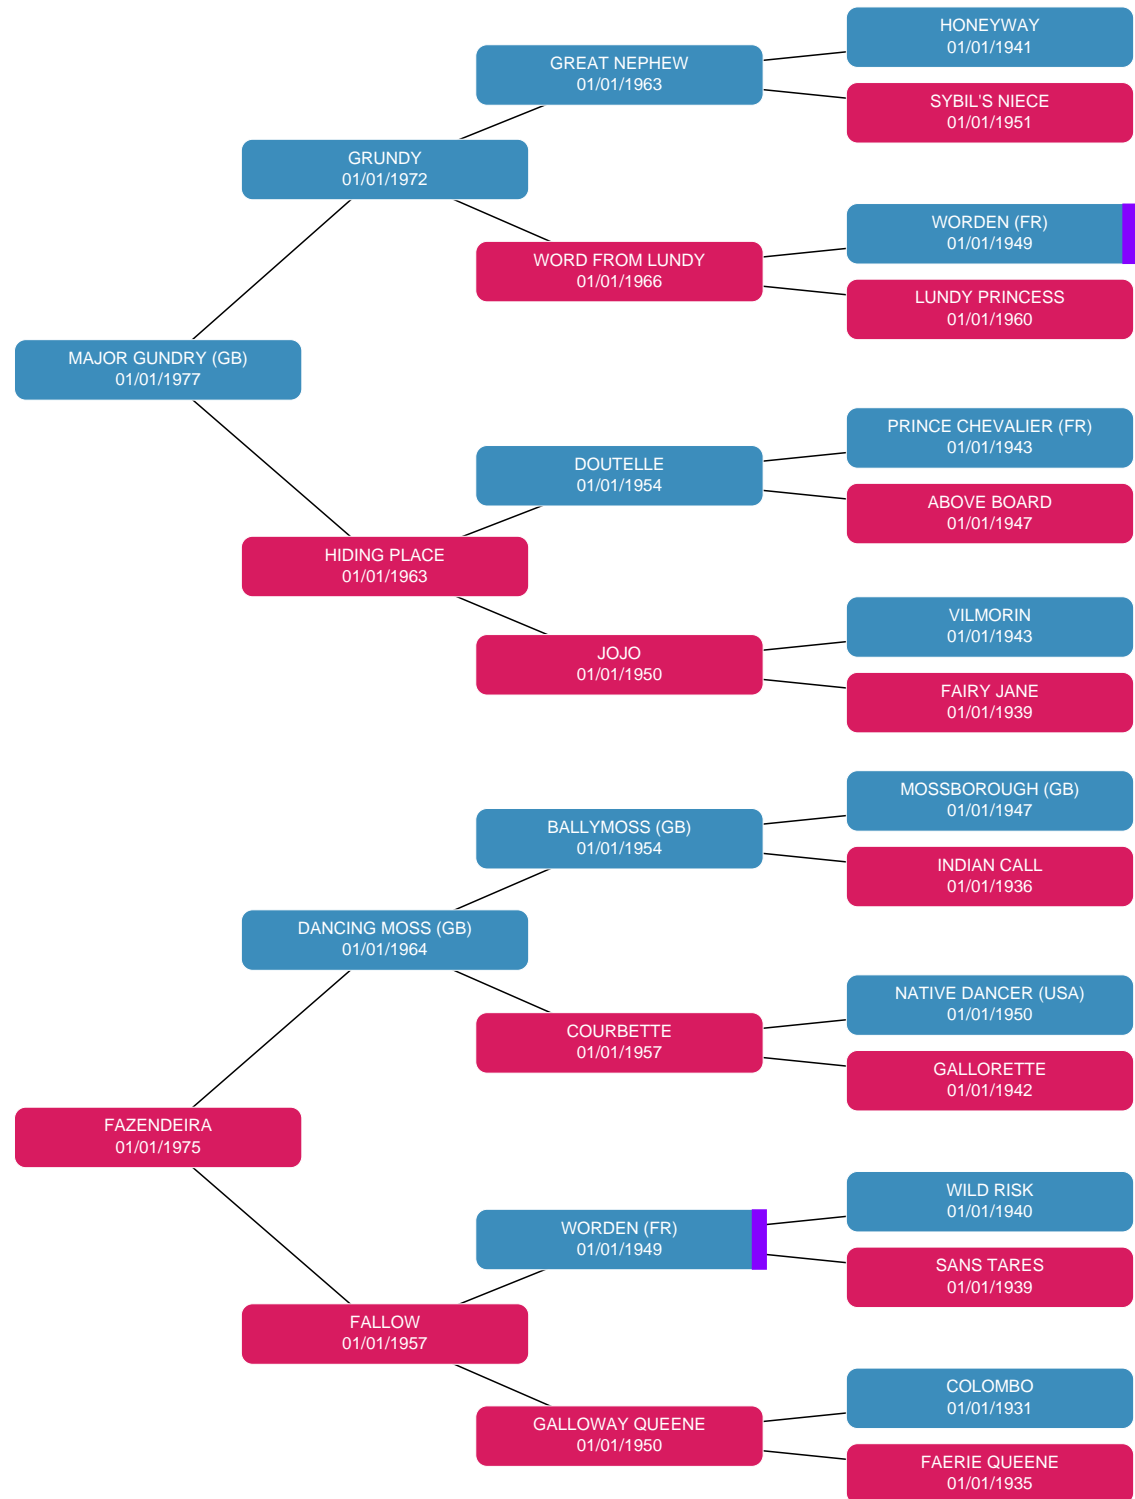 HONEYWAY
01/01/1941
GREAT NEPHEW
01/01/1963
SYBIL'S NIECE
01/01/1951
GRUNDY
01/01/1972
WORDEN (FR)
01/01/1949
WORD FROM LUNDY
01/01/1966
LUNDY PRINCESS
01/01/1960
MAJOR GUNDRY (GB)
01/01/1977
PRINCE CHEVALIER (FR)
01/01/1943
DOUTELLE
01/01/1954
ABOVE BOARD
01/01/1947
HIDING PLACE
01/01/1963
VILMORIN
01/01/1943
JOJO
01/01/1950
FAIRY JANE
01/01/1939
MOSSBOROUGH (GB)
01/01/1947
BALLYMOSS (GB)
01/01/1954
INDIAN CALL
01/01/1936
DANCING MOSS (GB)
01/01/1964
NATIVE DANCER (USA)
01/01/1950
COURBETTE
01/01/1957
GALLORETTE
01/01/1942
FAZENDEIRA
01/01/1975
WILD RISK
01/01/1940
WORDEN (FR)
01/01/1949
SANS TARES
01/01/1939
FALLOW
01/01/1957
COLOMBO
01/01/1931
GALLOWAY QUEENE
01/01/1950
FAERIE QUEENE
01/01/1935